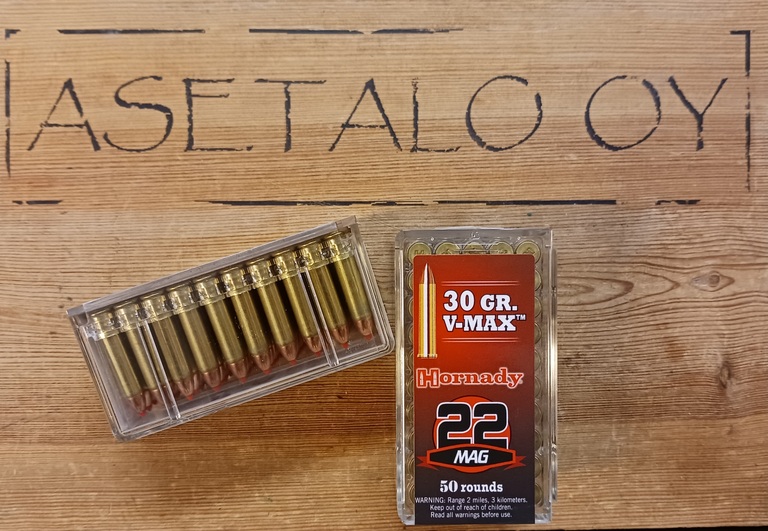 ASETALO OY
30 GR.
V-MAX™
Hornady
22
MAG
50 rounds
WARNING: Range 2 miles, 3 kilometers.
Keep out of reach of children.
Read all warnings before use.